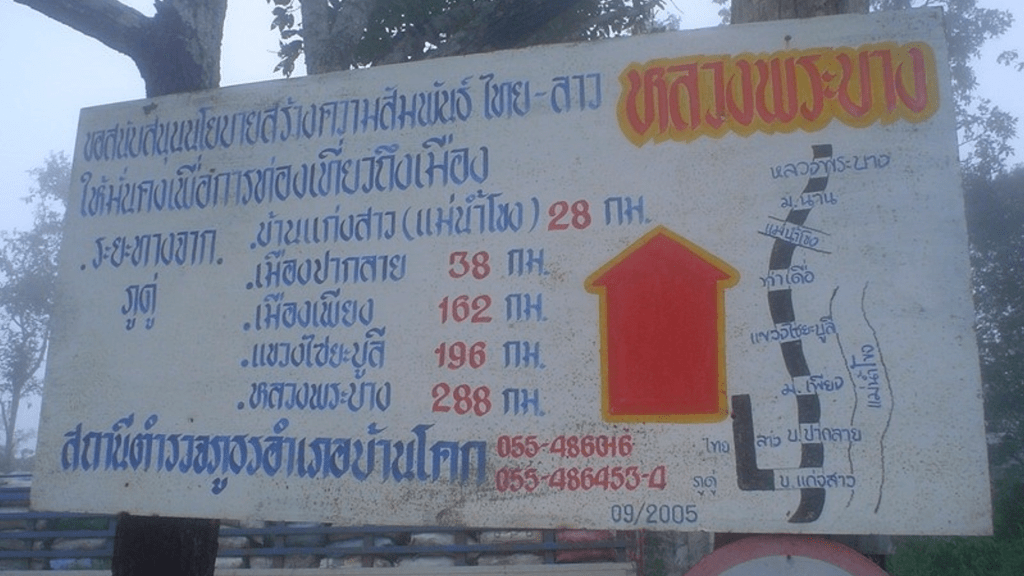 ขอสนับสนุนนโยบายสร้างความสัมพันธ์ ไทย-ลาว หลวงพระบาง
ให้มั่นคงเพื่อการท่องเที่ยวถึงเมือง
.ระยะทางจาก. .บ้านแก่งสาว(แม่น้ำโขง) 28 กม.
ภูดู่ .เมืองปากลาย 38 กม.
.เมืองเพียง 162 กม.
.แขวงไชยะบูลี 196 กม.
.หลวงพระบาง 288 กม.
สถานีตำรวจภูธรอำเภอบ้านโคก 055-486016
055-486453-4
09/2005
หลวงพระบาง
ม.นาน
แม่น้ำโขง
ท่าเดื่อ
แขวงไชยะบูลี
ม.เพียง
แม่น้ำโขง
ไทย ลาว บ.ปากลาย
ภูดู่ บ.แก่งสาว